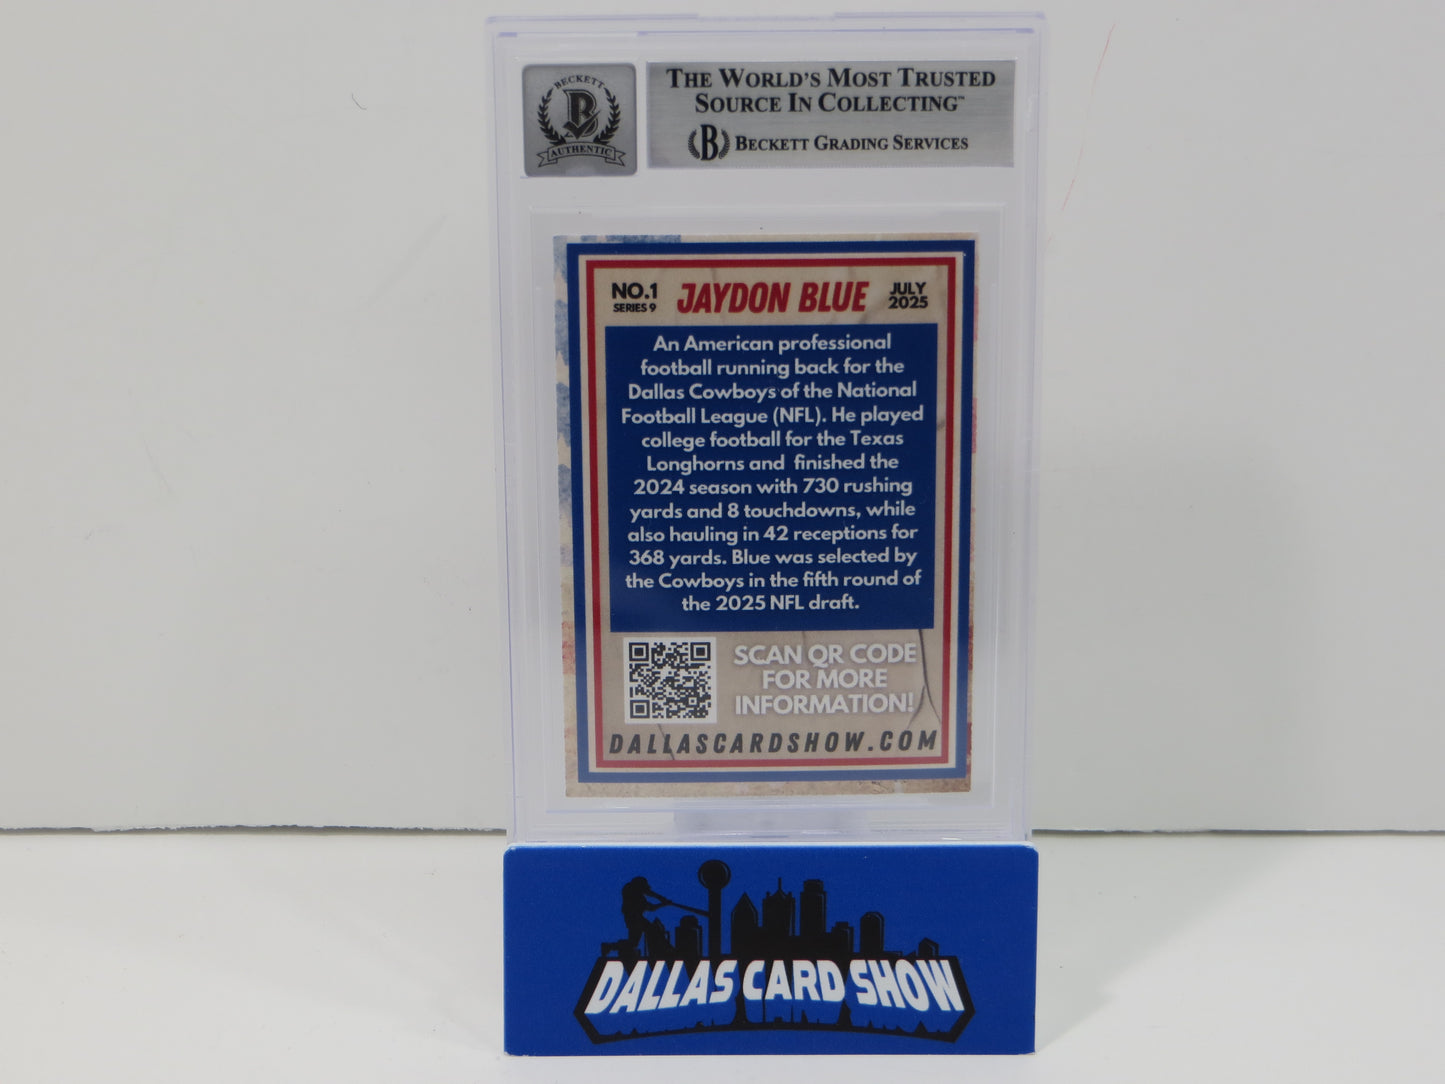 BECKETT
B
AUTHENTIC
THE WORLD'S MOST TRUSTED
SOURCE IN COLLECTING™
B BECKETT GRADING SERVICES
NO.1
SERIES 9
JAYDON BLUE
JULY
2025
An American professional
football running back for the
Dallas Cowboys of the National
Football League (NFL). He played
college football for the Texas
Longhorns and finished the
2024 season with 730 rushing
yards and 8 touchdowns, while
also hauling in 42 receptions for
368 yards. Blue was selected by
the Cowboys in the fifth round of
the 2025 NFL draft.
SCAN QR CODE
FOR MORE
INFORMATION!
DALLASCARDSHOW.COM
DALLAS CARD SHOW